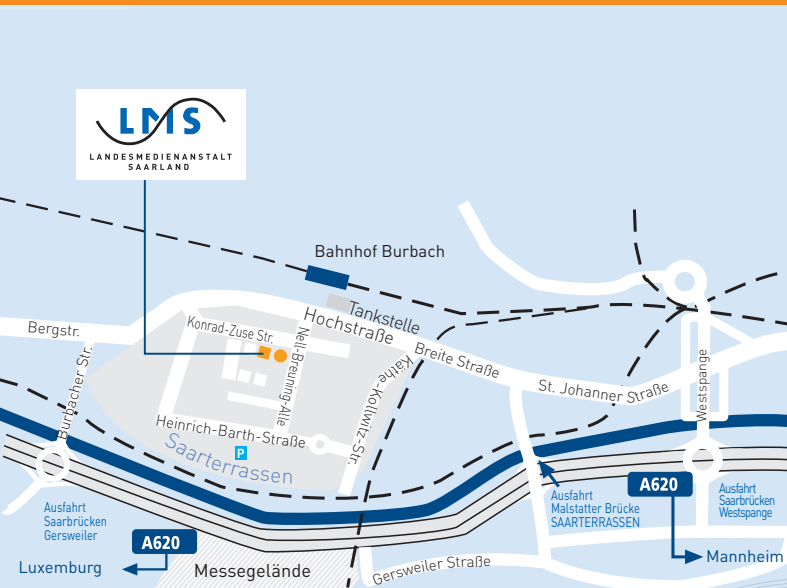 LMS
LANDESMEDIENANSTALT
SAARLAND
Bahnhof Burbach
Tankstelle
Hochstraße
Konrad-Zuse Str.
Nell-Breuning-Alle
Bergstr.
Burbacher Str.
Breite Straße
Käthe-Kollwitz-Str.
St. Johanner Straße
Westspange
Heinrich-Barth-Straße
P
Saarterrassen
Ausfahrt
Saarbrücken
Gersweiler
A620
Luxemburg
Messegelände
Gersweiler Straße
Ausfahrt
Malstatter Brücke
SAARTERRASSEN
A620
Ausfahrt
Saarbrücken
Westspange
Mannheim